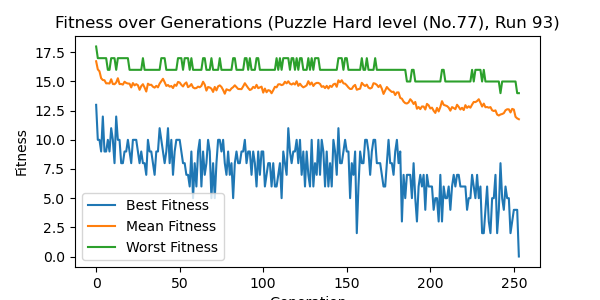 Fitness over Generations (Puzzle Hard level (No.77), Run 93)
Fitness
17.5
15.0
12.5
10.0
7.5
5.0
2.5
0.0
Best Fitness
Mean Fitness
Worst Fitness
0
50
100
150
200
250
Generation